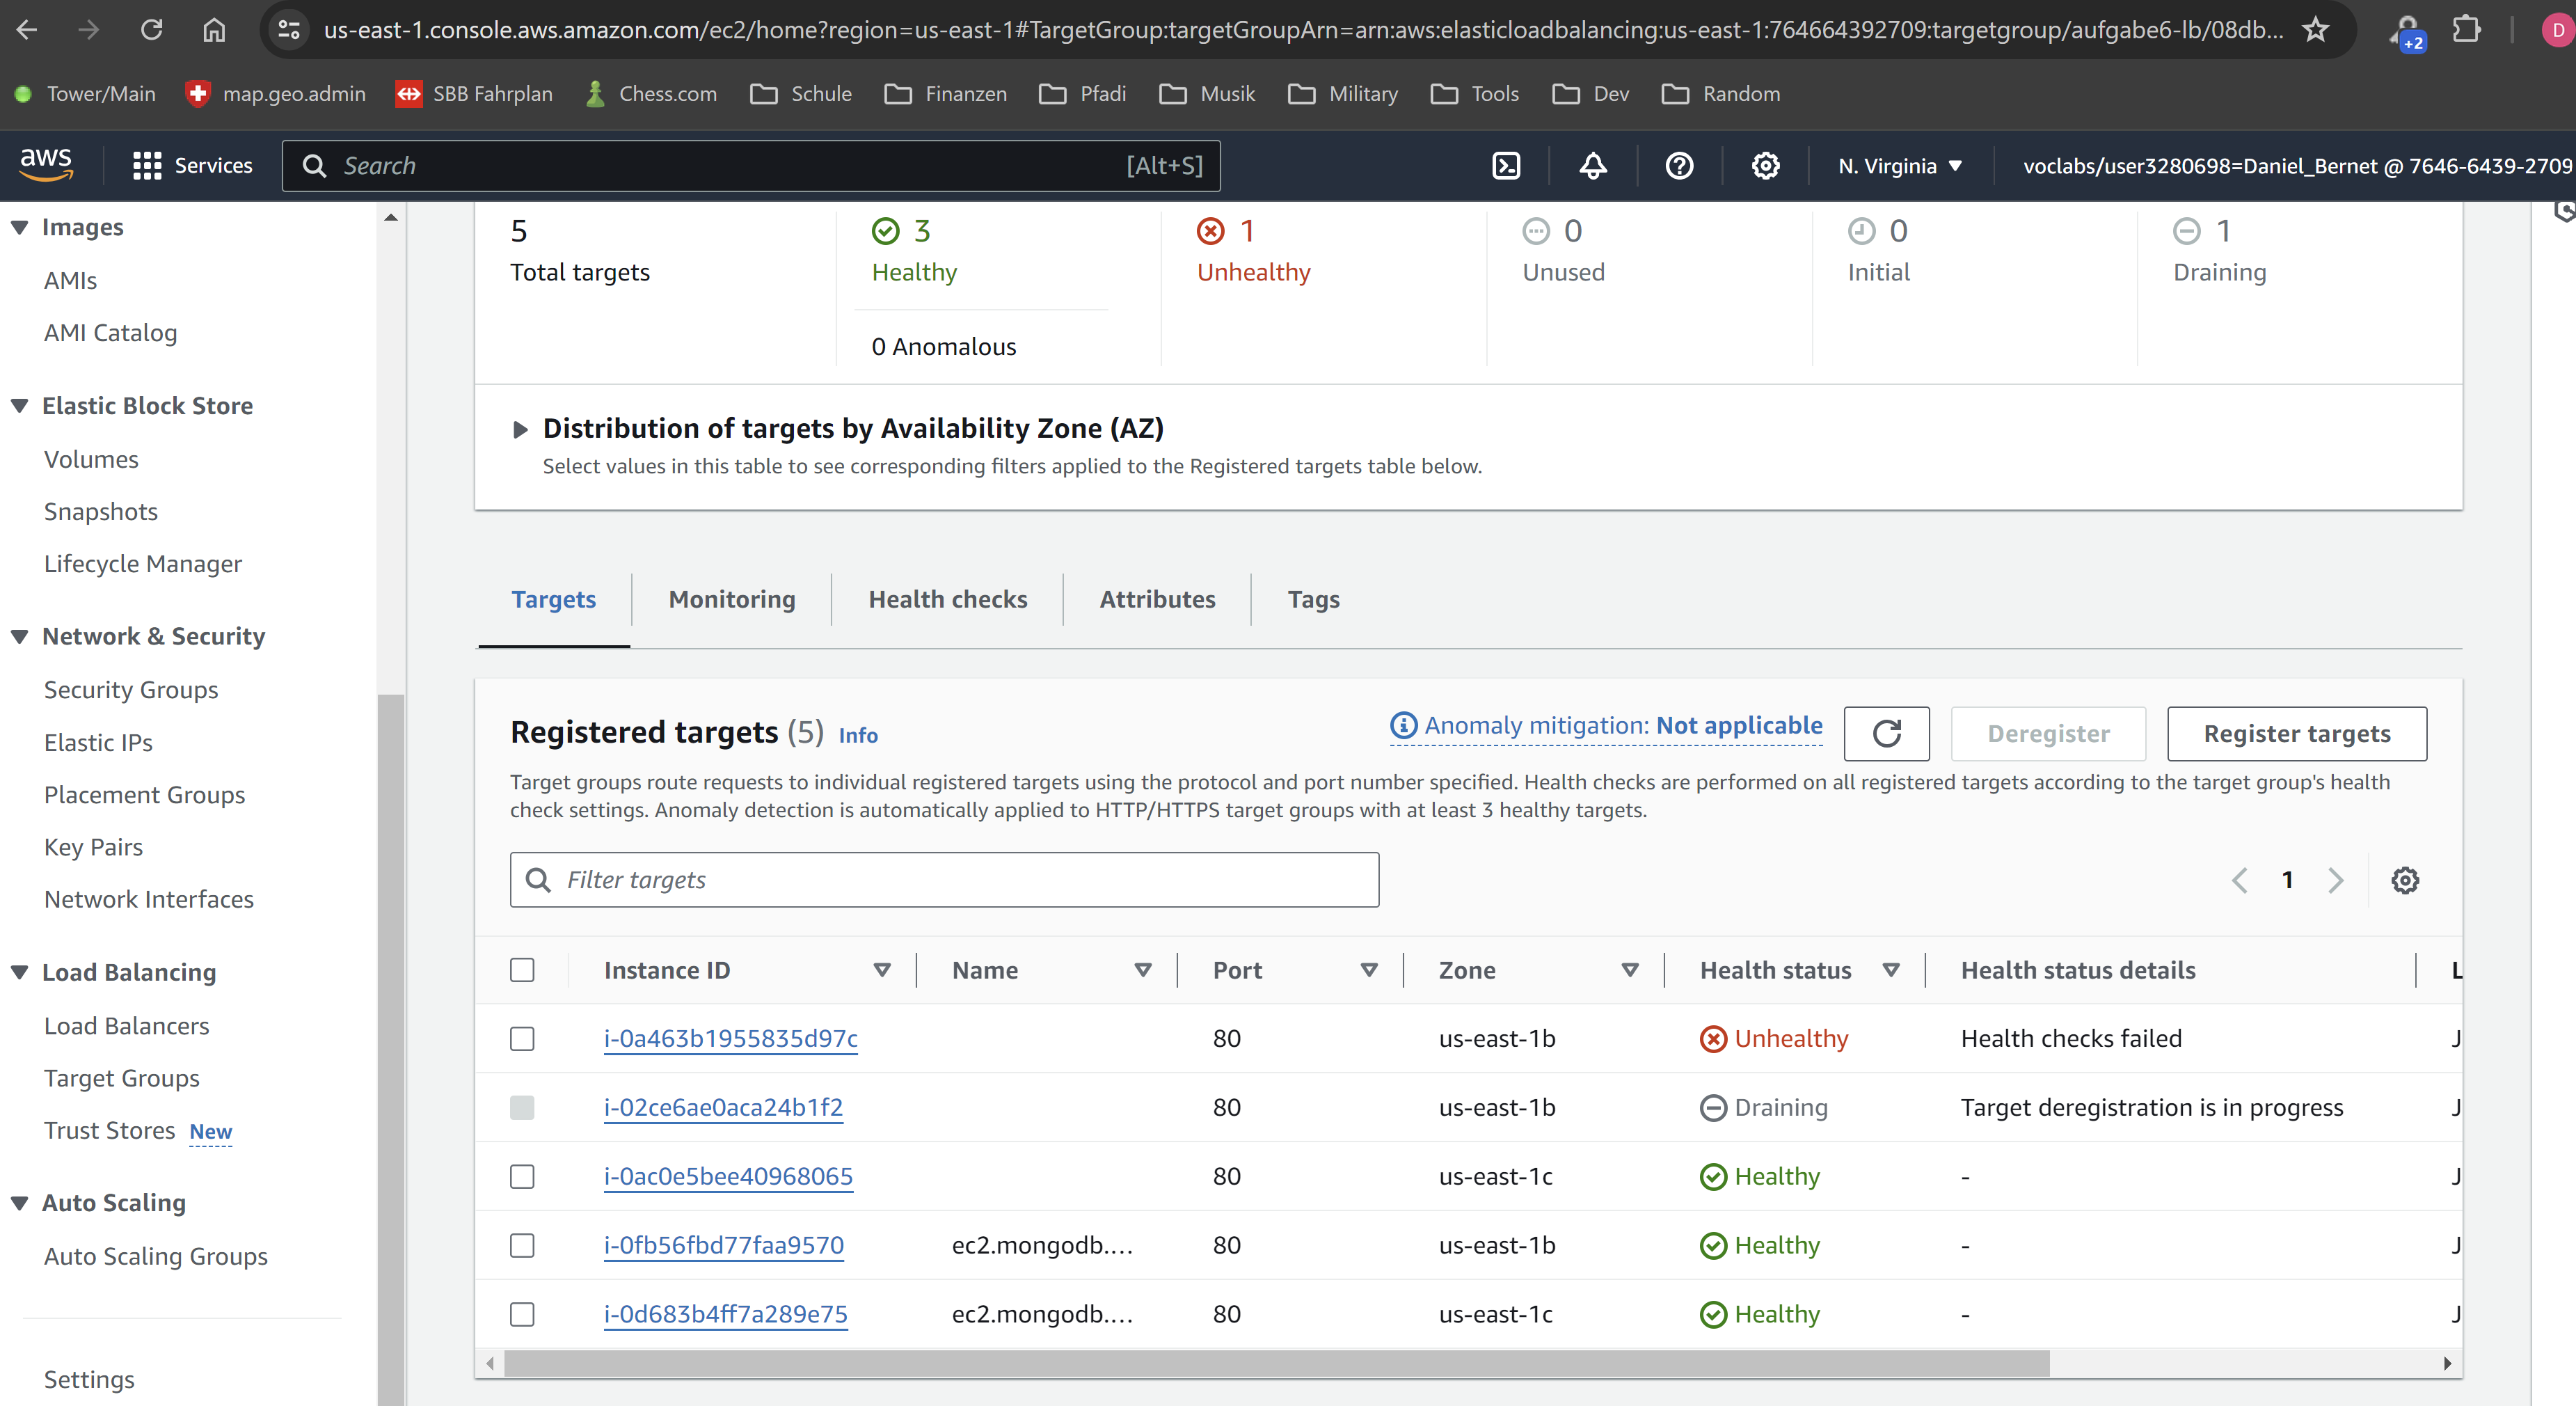 us-east-1.console.aws.amazon.com/ec2/home?region=us-east-1#TargetGroup:targetGroupArn=arn:aws:elasticloadbalancing:us-east-1:764664392709:targetgroup/aufgabe6-lb/08db...
+2
D
Tower/Main
map.geo.admin
SBB Fahrplan
Chess.com
Schule
Finanzen
Pfadi
Musik
Military
Tools
Dev
Random
aws
Services
Search
[Alt+S]
N. Virginia
voclabs/user3280698=Daniel_Bernet @ 7646-6439-2709
Images
AMIs
AMI Catalog
Elastic Block Store
Volumes
Snapshots
Lifecycle Manager
Network & Security
Security Groups
Elastic IPs
Placement Groups
Key Pairs
Network Interfaces
Load Balancing
Load Balancers
Target Groups
Trust Stores New
Auto Scaling
Auto Scaling Groups
Settings
5
Total targets
3
Healthy
0 Anomalous
1
Unhealthy
0
Unused
0
Initial
1
Draining
Distribution of targets by Availability Zone (AZ)
Select values in this table to see corresponding filters applied to the Registered targets table below.
Targets
Monitoring
Health checks
Attributes
Tags
Registered targets (5) Info
Anomaly mitigation: Not applicable
Deregister
Register targets
Target groups route requests to individual registered targets using the protocol and port number specified. Health checks are performed on all registered targets according to the target group's health
check settings. Anomaly detection is automatically applied to HTTP/HTTPS target groups with at least 3 healthy targets.
Filter targets
1
Instance ID Name Port Zone Health status Health status details L
i-0a463b1955835d97c 80 us-east-1b Unhealthy Health checks failed J
i-02ce6ae0aca24b1f2 80 us-east-1b Draining Target deregistration is in progress J
i-0ac0e5bee40968065 80 us-east-1c Healthy - J
i-0fb56fbd77faa9570 ec2.mongodb.... 80 us-east-1b Healthy - J
i-0d683b4ff7a289e75 ec2.mongodb.... 80 us-east-1c Healthy - J